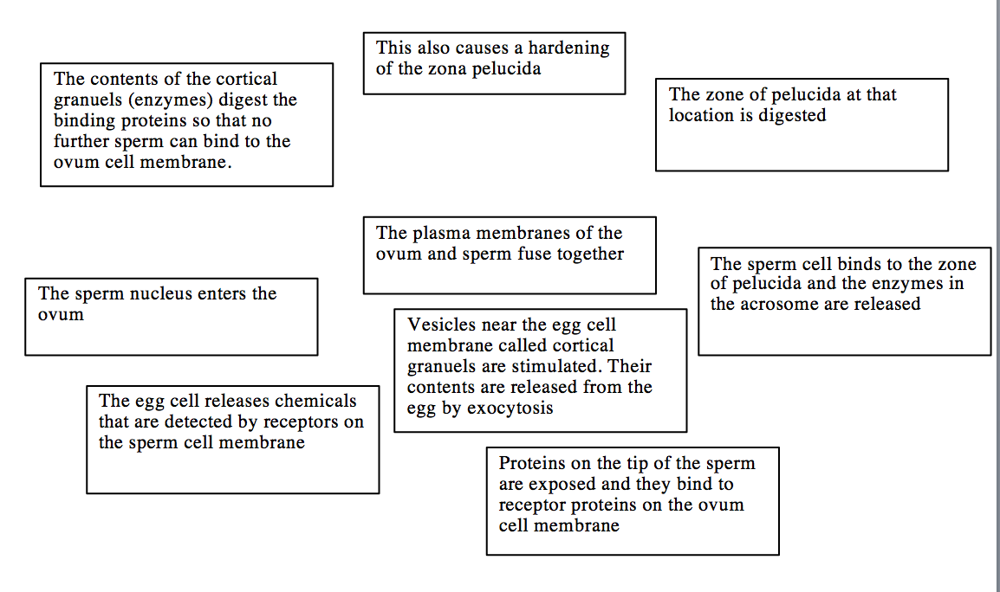 This also causes a hardening
of the zona pelucida
The contents of the cortical
granuels (enzymes) digest the
binding proteins so that no
further sperm can bind to the
ovum cell membrane.
The zone of pelucida at that
location is digested
The plasma membranes of the
ovum and sperm fuse together
The sperm cell binds to the zone
of pelucida and the enzymes in
the acrosome are released
The sperm nucleus enters the
ovum
Vesicles near the egg cell
membrane called cortical
granuels are stimulated. Their
contents are released from the
egg by exocytosis
The egg cell releases chemicals
that are detected by receptors on
the sperm cell membrane
Proteins on the tip of the sperm
are exposed and they bind to
receptor proteins on the ovum
cell membrane